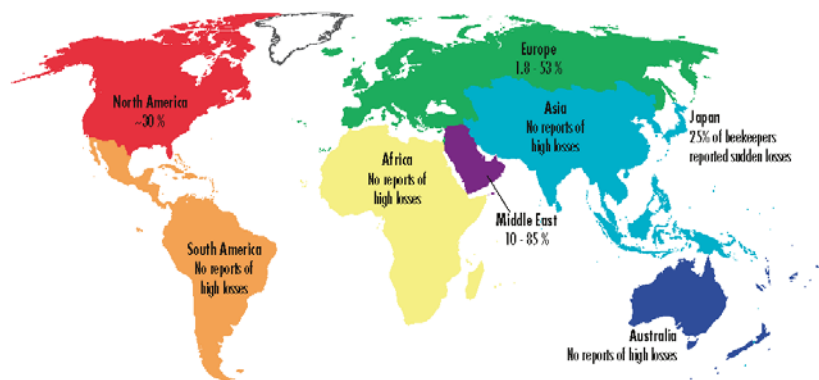 North America
~30 %
Europe
1.8 - 53 %
Asia
No reports of
high losses
Japan
25% of beekeepers
reported sudden losses
Africa
No reports of
high losses
Middle East
10 - 85 %
South America
No reports of
high losses
Australia
No reports of high losses